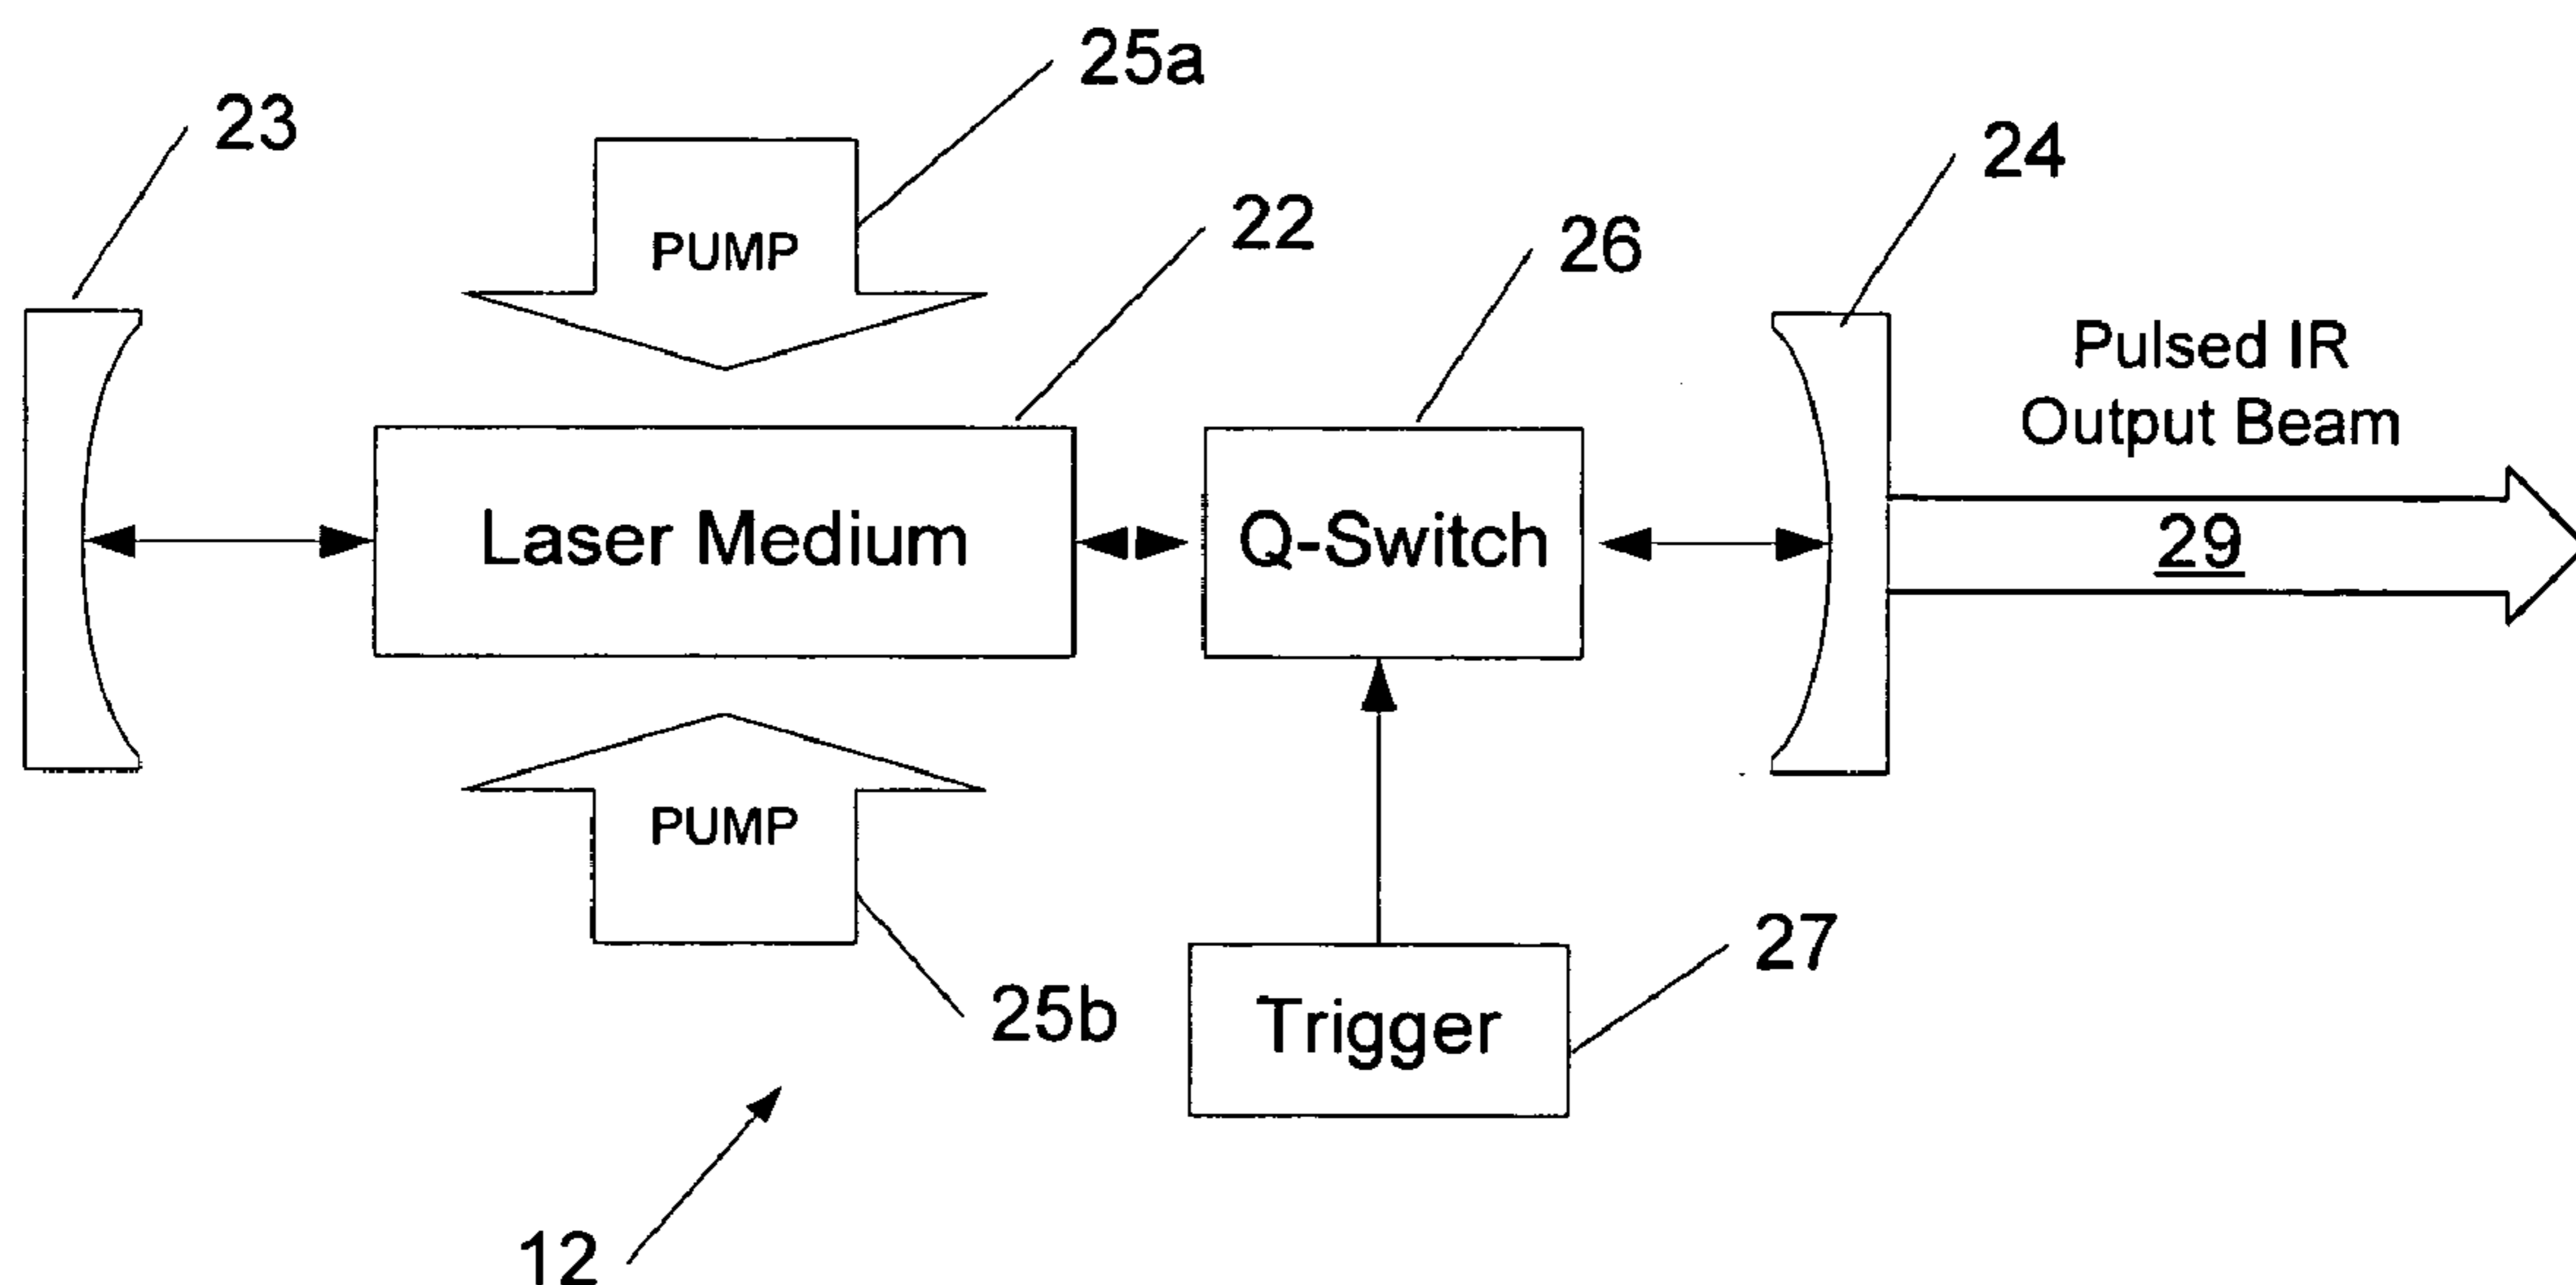 25a
23
24
22
26
PUMP
Pulsed IR
Output Beam
Laser Medium
Q-Switch
29
PUMP
27
25b
Trigger
12